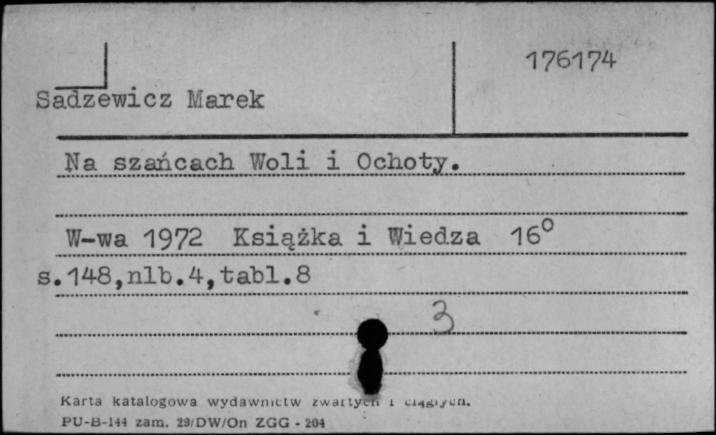 176174
Sadzewicz Marek
Na szańcach Woli i Ochoty.
W-wa 1972 Książka i Wiedza 16°
s.148,nlb.4,tabl.8
3
Karta katalogowa wydawnictw zwartych i ciągłych.
PU-B-144 zam. 29/DW/On ZGG - 204